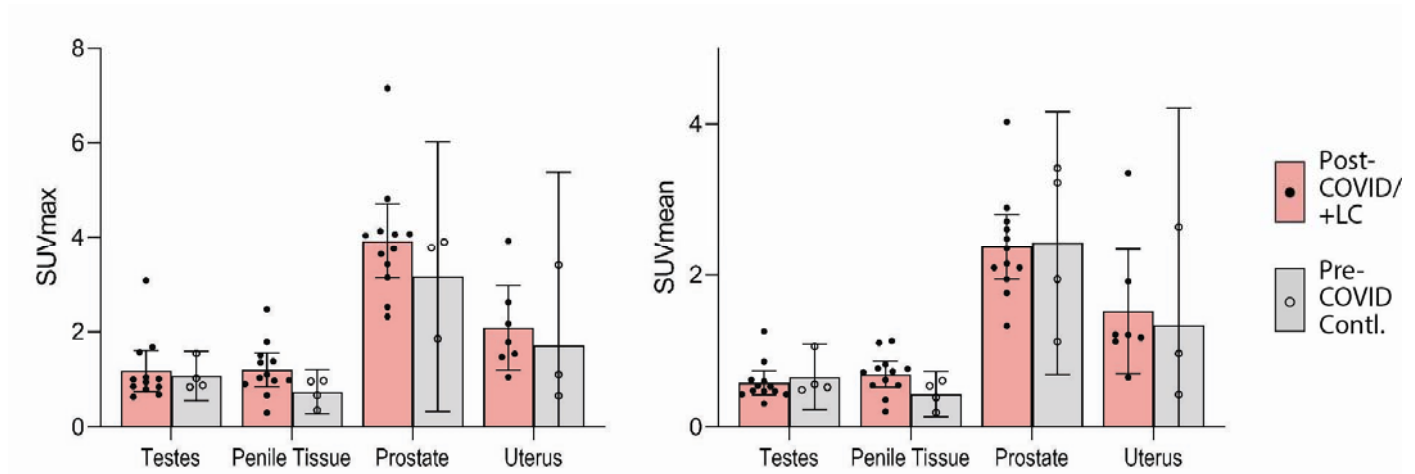 8
6
4
2
0
SUVmax
Testes
Penile Tissue
Prostate
Uterus
4
2
0
SUVmean
Testes
Penile Tissue
Prostate
Uterus
Post-
COVID/
+LC
Pre-
COVID
Contl.